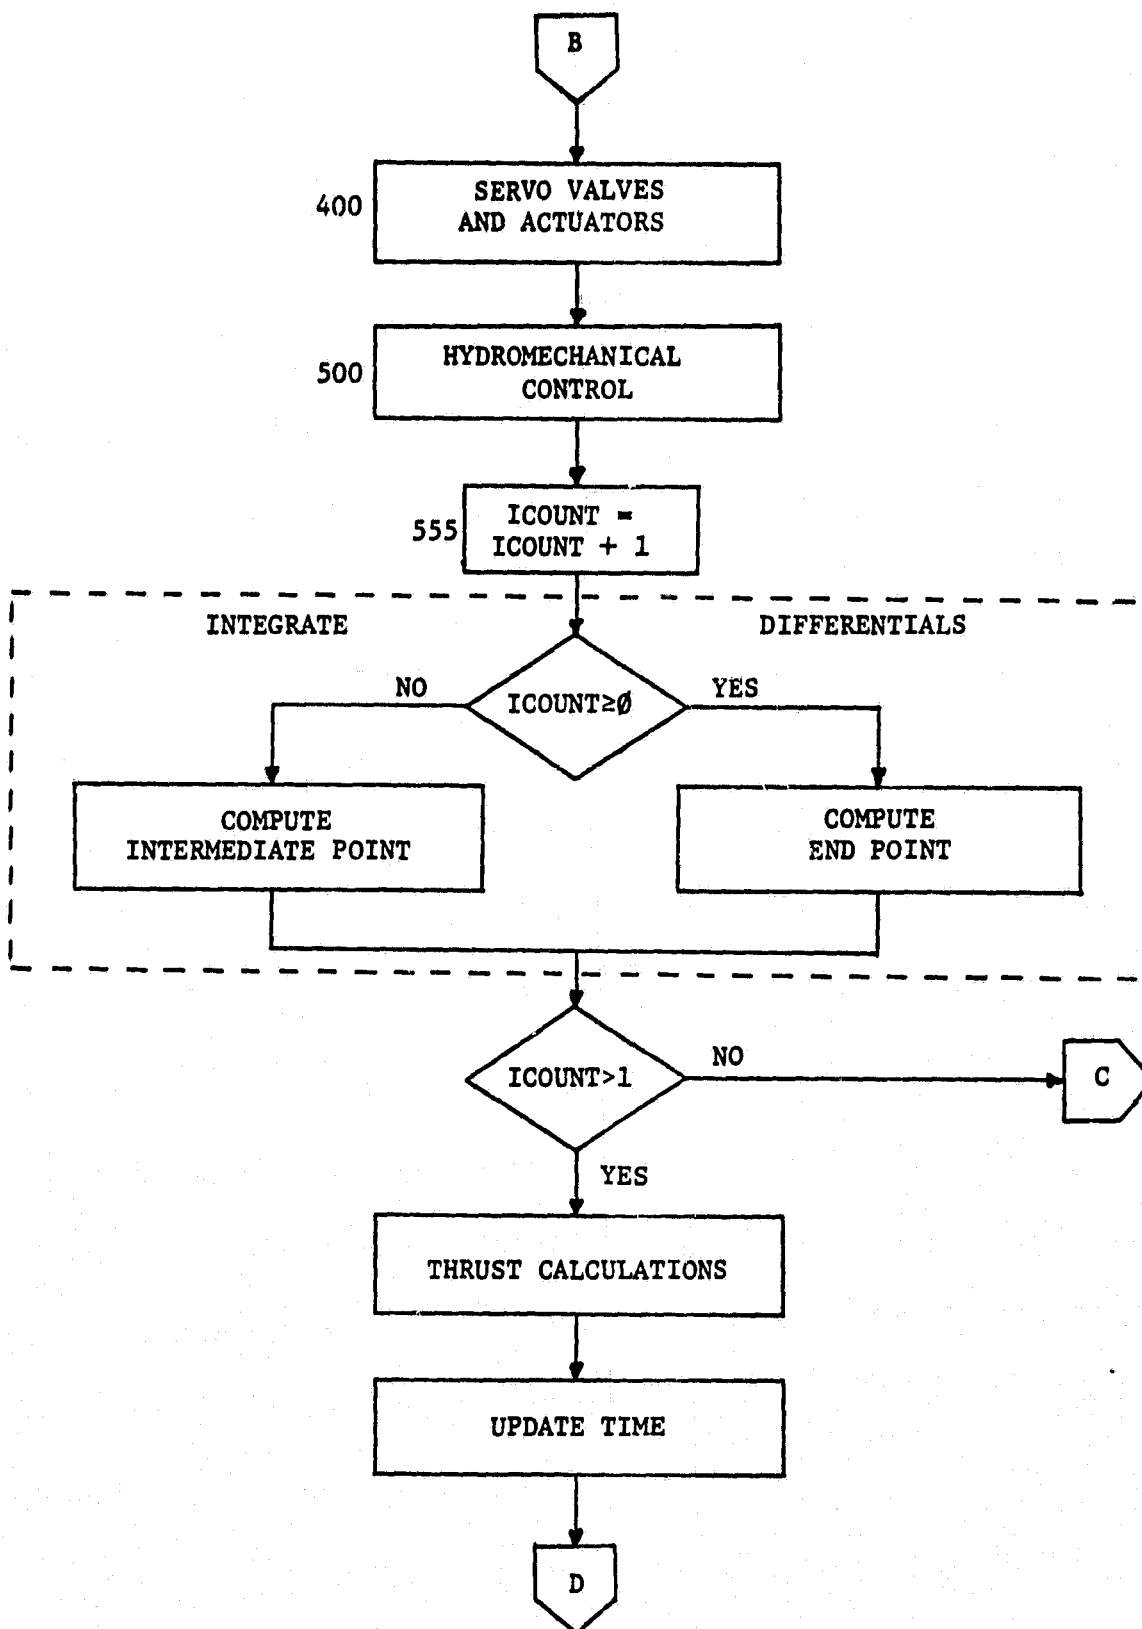 B
SERVO VALVES
400
AND ACTUATORS
HYDROMECHANICAL
500
CONTROL
ICOUNT =
555
ICOUNT + 1
INTEGRATE
DIFFERENTIALS
NO
ICOUNT≥Ø
YES
COMPUTE
INTERMEDIATE POINT
COMPUTE
END POINT
ICOUNT>1
NO
C
YES
THRUST CALCULATIONS
UPDATE TIME
D